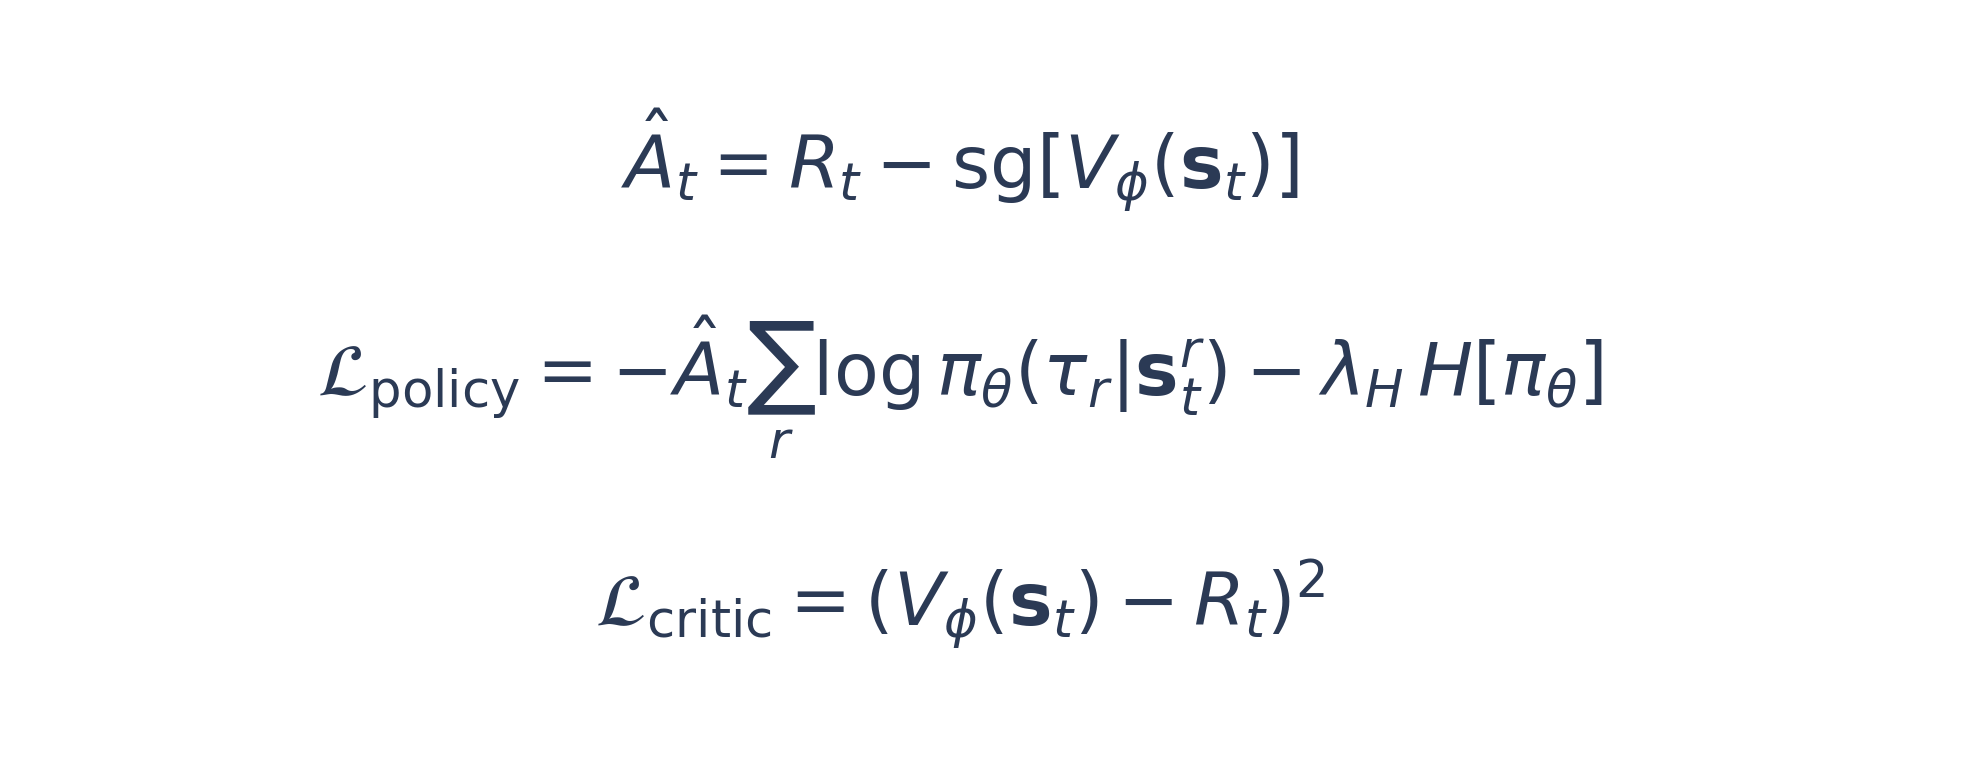 Â_t = R_t − sg[V_ϕ(𝐬_t)]
ℒ_policy = −Â_t ∑_r log π_θ(τ_r|𝐬_t^r) − λ_H H[π_θ]
ℒ_critic = (V_ϕ(𝐬_t) − R_t)²